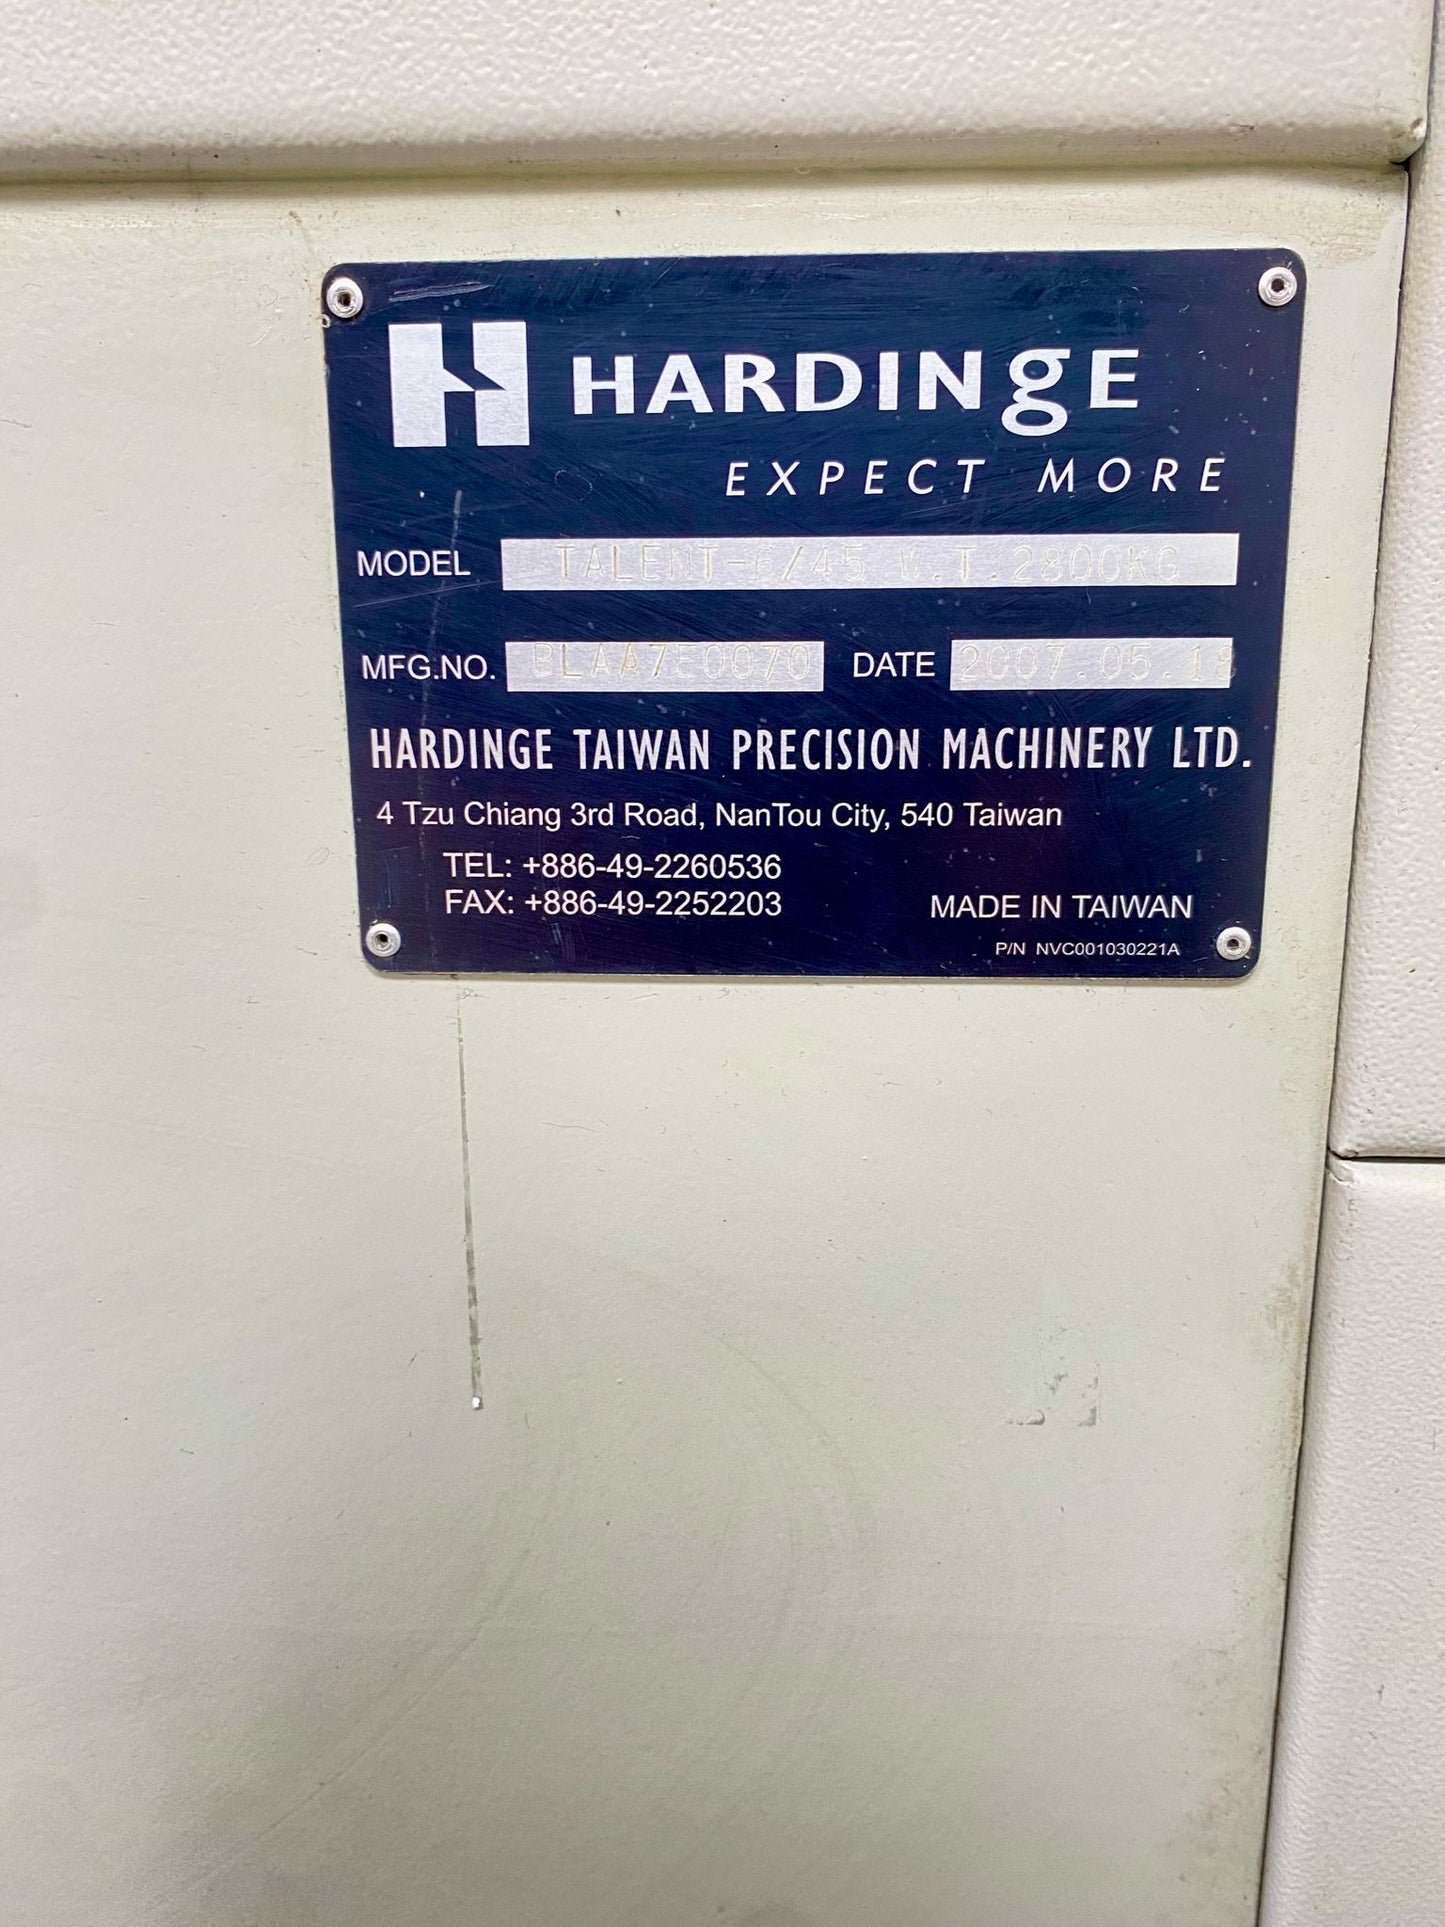 H HARDINgE
EXPECT MORE
MODEL TALENT-6/45 W.T.2800KG
MFG.NO. BLAA7E0070 DATE 2007.05.18
HARDINGE TAIWAN PRECISION MACHINERY LTD.
4 Tzu Chiang 3rd Road, NanTou City, 540 Taiwan
TEL: +886-49-2260536
FAX: +886-49-2252203
MADE IN TAIWAN
P/N NVC001030221A